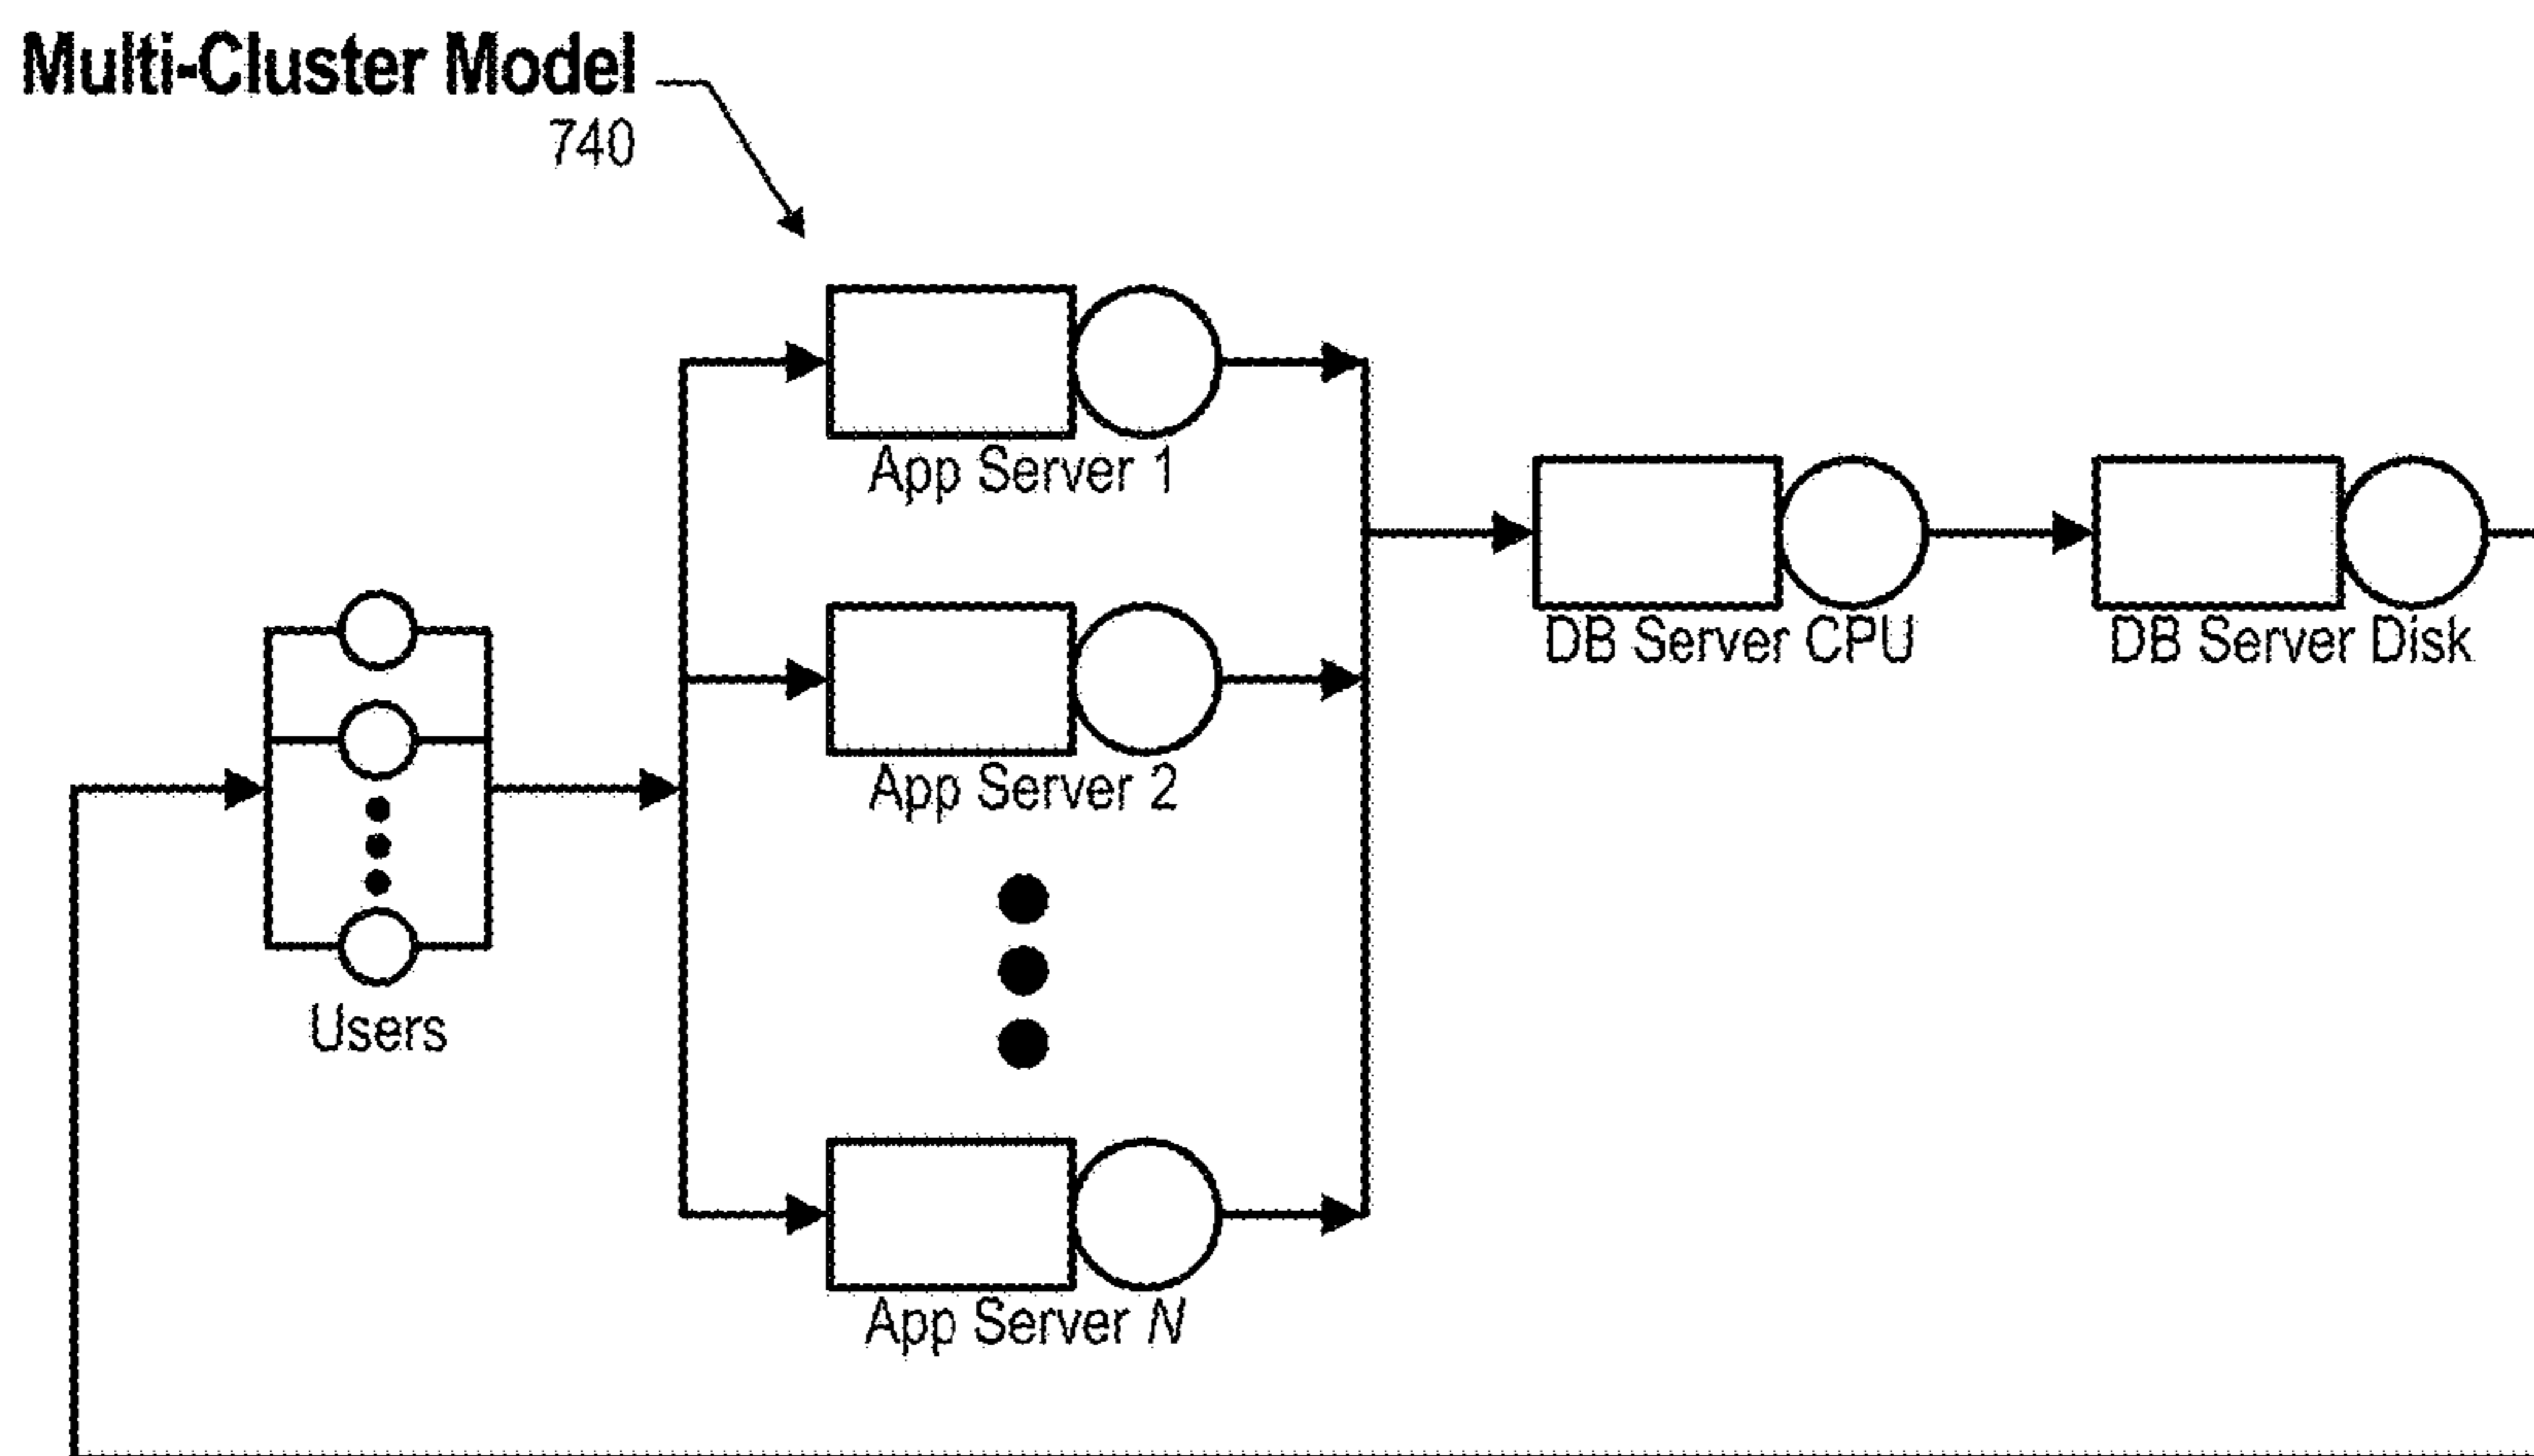 Multi-Cluster Model
740
App Server 1
DB Server CPU
DB Server Disk
App Server 2
Users
App Server N